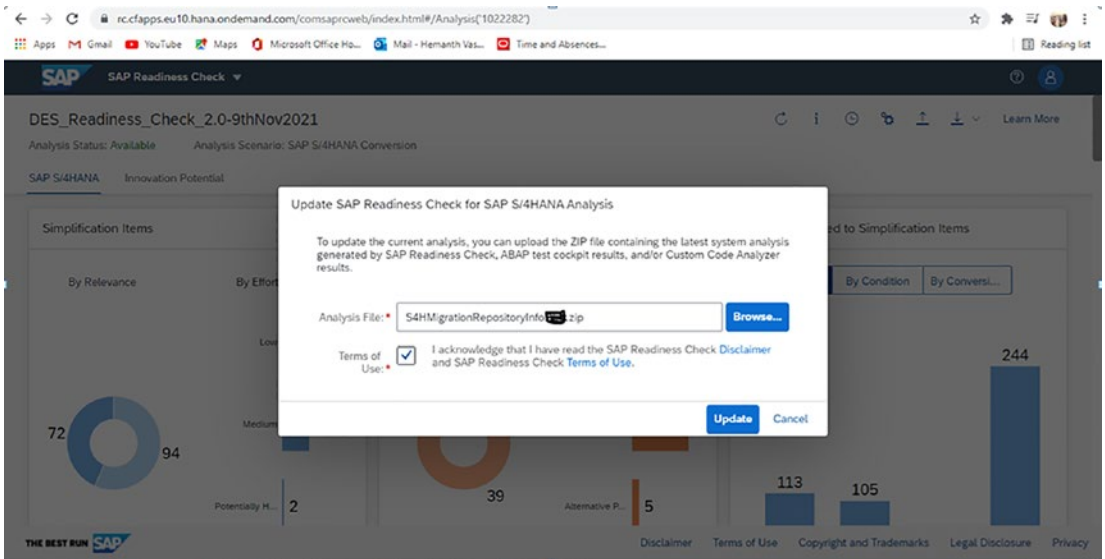 rc.cfapps.eu10.hana.ondemand.com/comsaprcweb/index.html#/Analysis('1022282')
Apps Gmail YouTube Maps Microsoft Office Ho... Mail - Hemanth Vas... Time and Absences... Reading list
SAP SAP Readiness Check
DES_Readiness_Check_2.0-9thNov2021 Learn More
Analysis Status: Available Analysis Scenario: SAP S/4HANA Conversion
SAP S/4HANA Innovation Potential
Update SAP Readiness Check for SAP S/4HANA Analysis
Simplification Items ed to Simplification Items
To update the current analysis, you can upload the ZIP file containing the latest system analysis
generated by SAP Readiness Check, ABAP test cockpit results, and/or Custom Code Analyzer
results.
By Relevance By Effort By Condition By Conversi...
Analysis File:* S4HMigrationRepositoryInfo .zip Browse...
Terms of I acknowledge that I have read the SAP Readiness Check Disclaimer
Use:* and SAP Readiness Check Terms of Use.
Low
244
Update Cancel
Medium
72
94
113 105
39
Potentially H... 2 Alternative P... 5
THE BEST RUN SAP Disclaimer Terms of Use Copyright and Trademarks Legal Disclosure Privacy